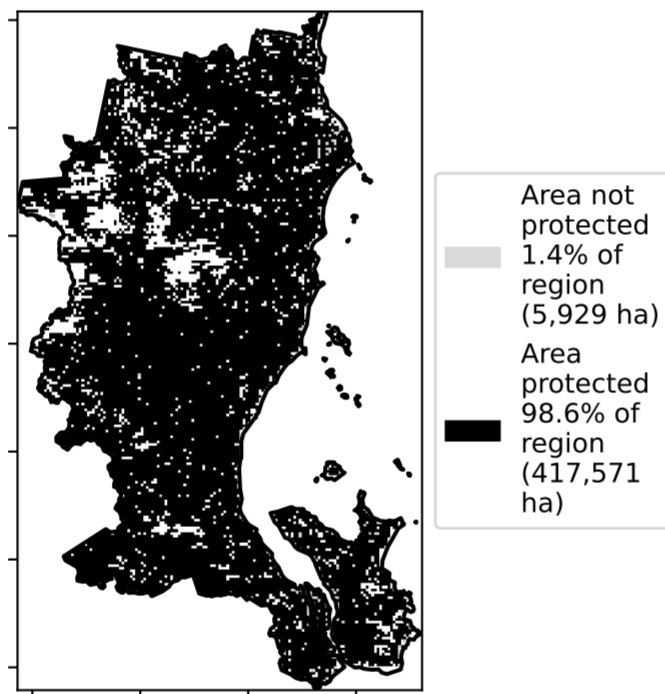 Area not
protected
1.4% of
region
(5,929 ha)
Area
protected
98.6% of
region
(417,571
ha)